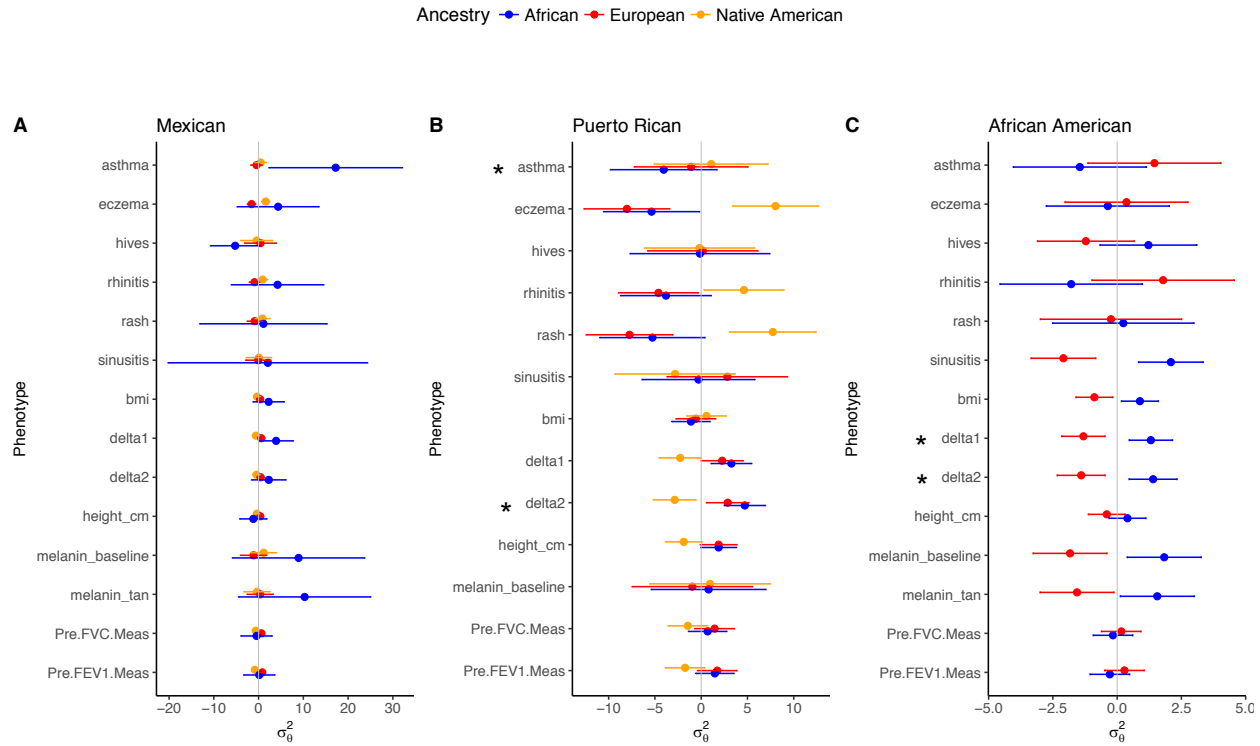 Ancestry African European Native American
A Mexican
Phenotype
asthma
eczema
hives
rhinitis
rash
sinusitis
bmi
delta1
delta2
height_cm
melanin_baseline
melanin_tan
Pre.FVC.Meas
Pre.FEV1.Meas
−20 −10 0 10 20 30
σ²θ
B Puerto Rican
Phenotype
* asthma
eczema
hives
rhinitis
rash
sinusitis
bmi
delta1
* delta2
height_cm
melanin_baseline
Pre.FVC.Meas
Pre.FEV1.Meas
−10 −5 0 5 10
σ²θ
C African American
Phenotype
asthma
eczema
hives
rhinitis
rash
sinusitis
bmi
* delta1
* delta2
height_cm
melanin_baseline
melanin_tan
Pre.FVC.Meas
Pre.FEV1.Meas
−5.0 −2.5 0.0 2.5 5.0
σ²θ